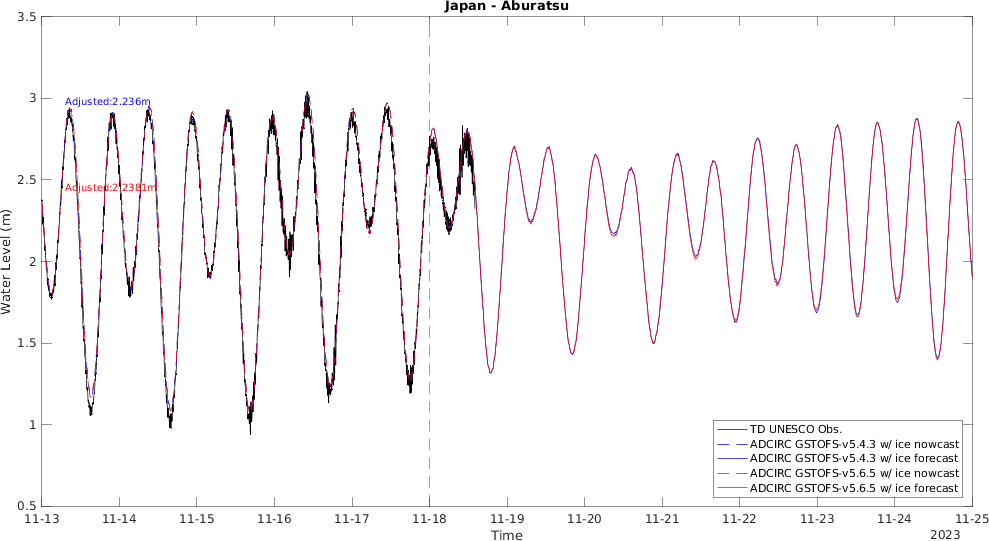 Japan - Aburatsu
3.5
3
2.5
2
1.5
1
0.5
Water Level (m)
Adjusted:2.236m
Adjusted:2.2381m
TD UNESCO Obs.
ADCIRC GSTOFS-v5.4.3 w/ ice nowcast
ADCIRC GSTOFS-v5.4.3 w/ ice forecast
ADCIRC GSTOFS-v5.6.5 w/ ice nowcast
ADCIRC GSTOFS-v5.6.5 w/ ice forecast
11-13 11-14 11-15 11-16 11-17 11-18 11-19 11-20 11-21 11-22 11-23 11-24 11-25
Time
2023